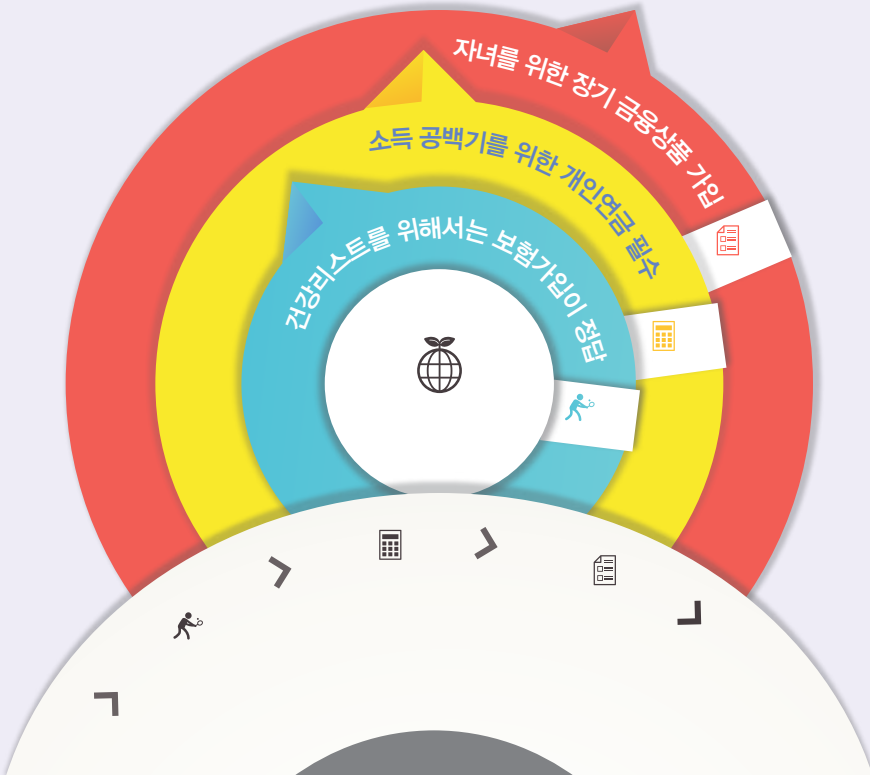 자녀를 위한 장기 금융상품 가입
소득 공백기를 위한 개인연금 필수
건강리스트를 위해서는 보험가입이 정답